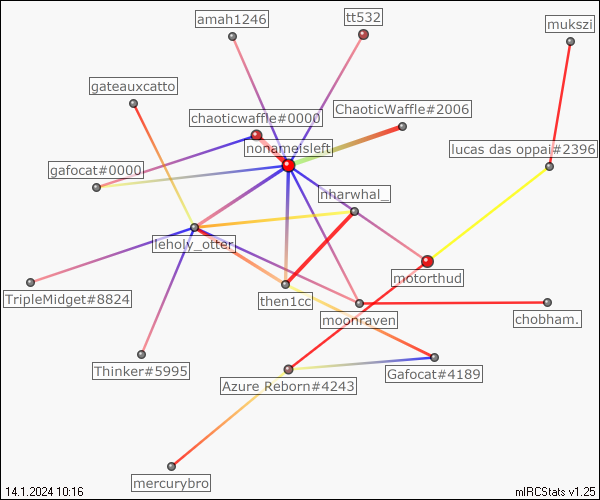 amah1246
tt532
mukszi
gateauxcatto
chaoticwaffle#0000
ChaoticWaffle#2006
nonameisleft
lucas das oppai#2396
gafocat#0000
nharwhal_
leholy_otter
motorthud
TripleMidget#8824
then1cc
moonraven
chobham.
Thinker#5995
Azure Reborn#4243
Gafocat#4189
mercurybro
14.1.2024 10:16
mIRCStats v1.25